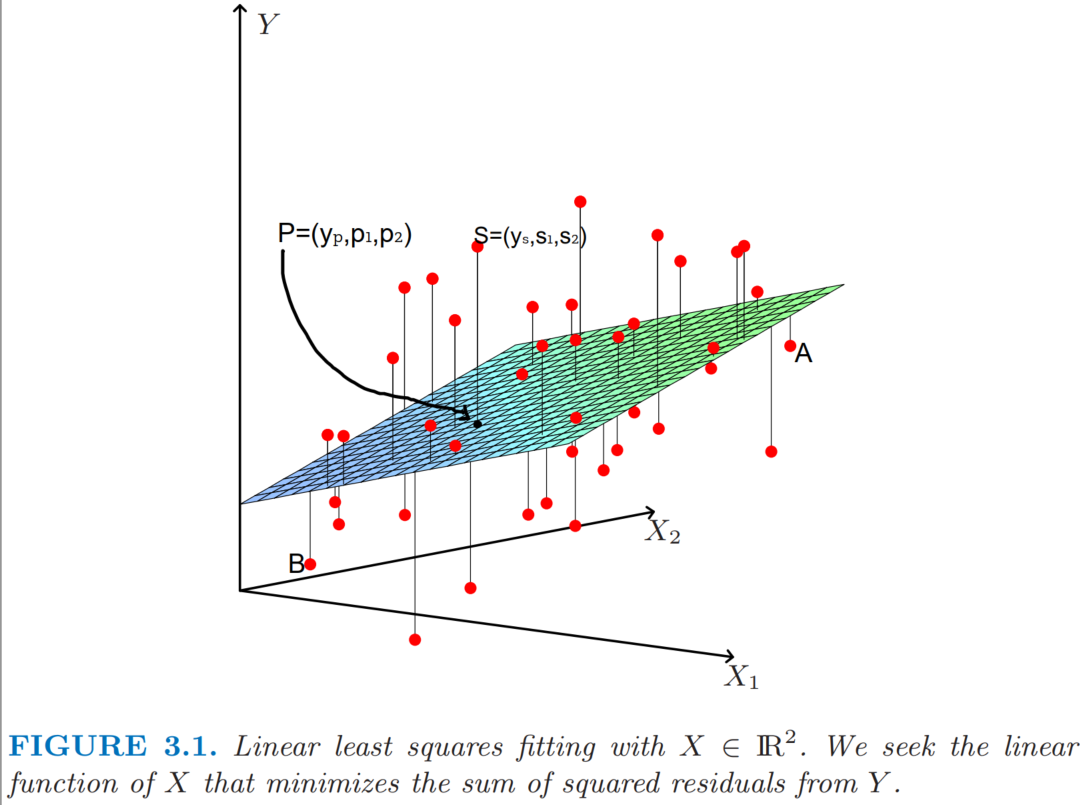 Y
P=(yₚ,p₁,p₂)
S=(yₛ,s₁,s₂)
A
X₂
B
X₁
FIGURE 3.1. Linear least squares fitting with X ∈ ℝ². We seek the linear
function of X that minimizes the sum of squared residuals from Y.